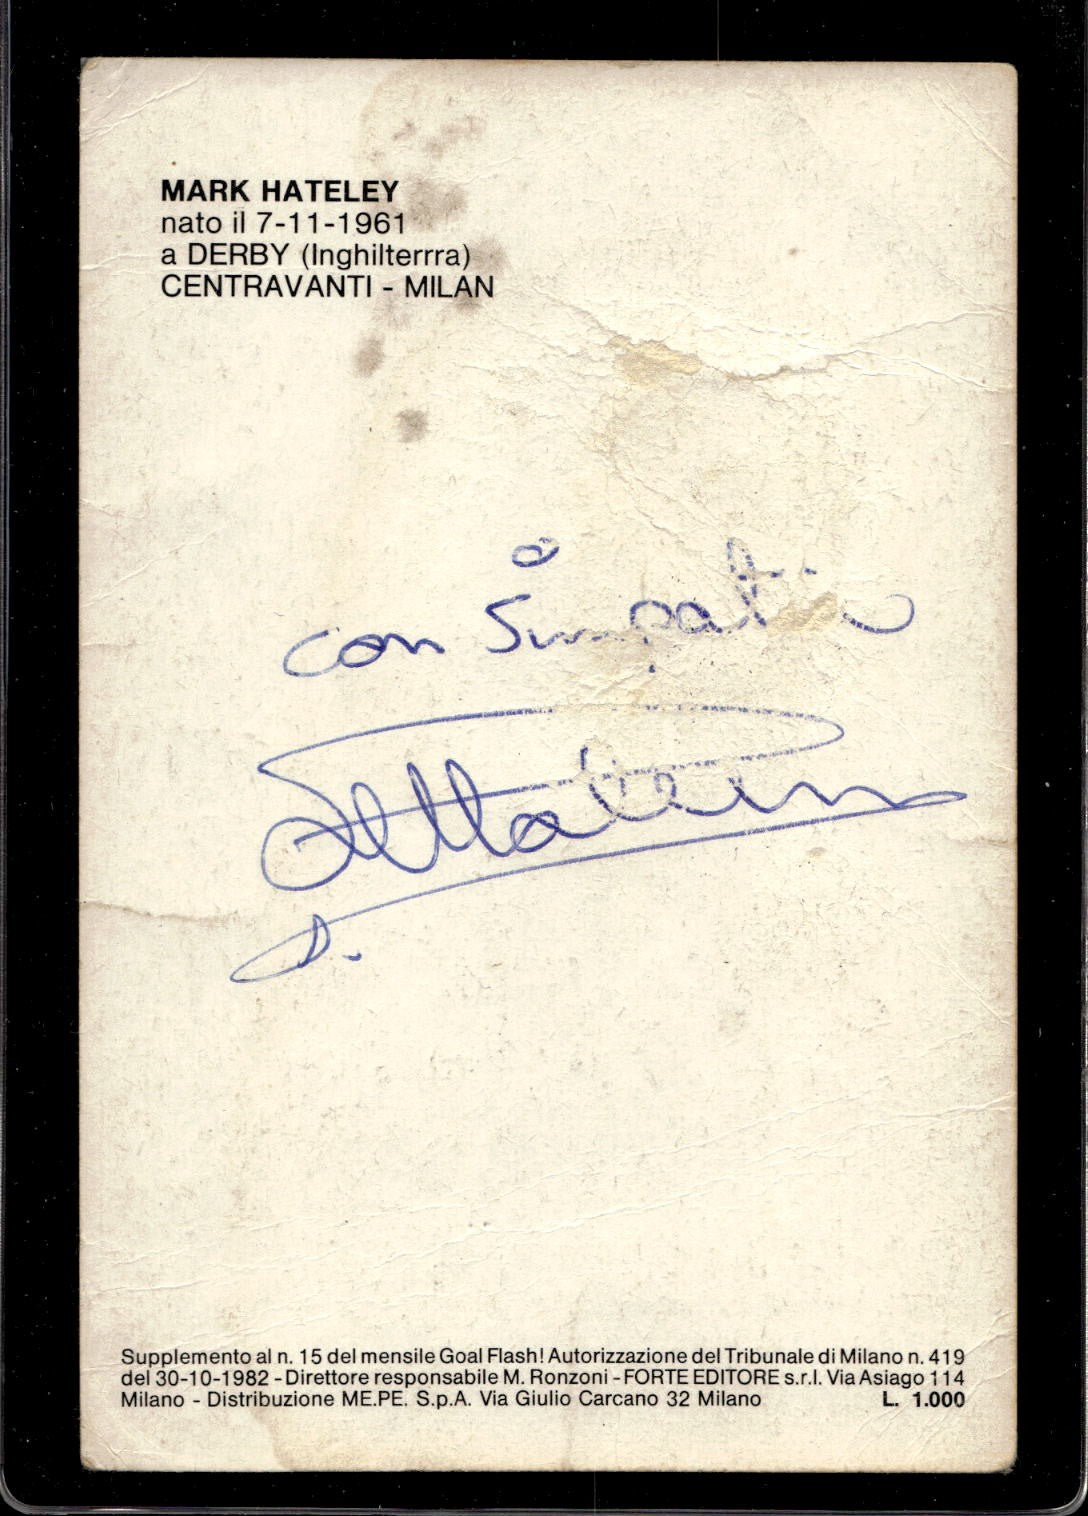 MARK HATELEY
nato il 7-11-1961
a DERBY (Inghilterrra)
CENTRAVANTI - MILAN
con Simpatia
Supplemento al n. 15 del mensile Goal Flash! Autorizzazione del Tribunale di Milano n. 419
del 30-10-1982 - Direttore responsabile M. Ronzoni - FORTE EDITORE s.r.l. Via Asiago 114
Milano - Distribuzione ME.PE. S.p.A. Via Giulio Carcano 32 Milano L. 1.000